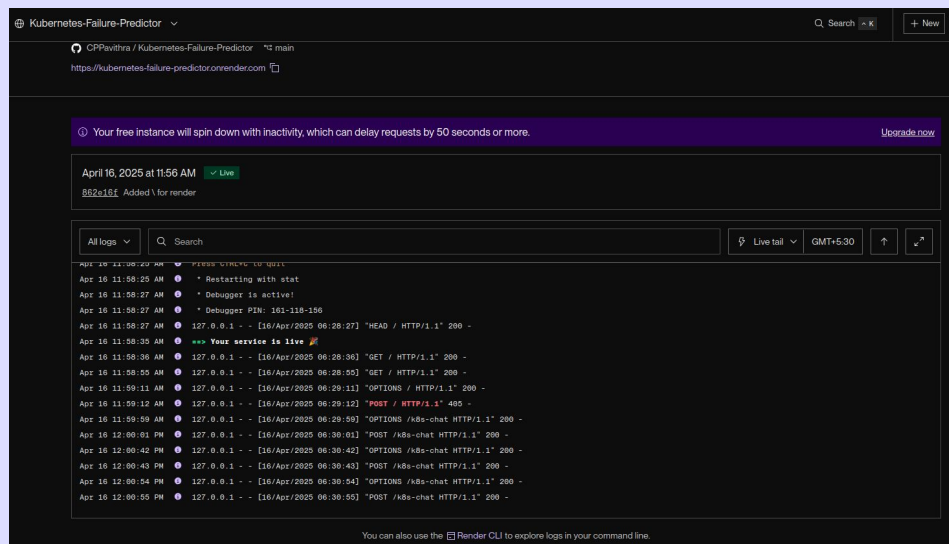 Kubernetes-Failure-Predictor
Search ^ K
+ New
CPPavithra / Kubernetes-Failure-Predictor main
https://kubernetes-failure-predictor.onrender.com
Your free instance will spin down with inactivity, which can delay requests by 50 seconds or more.
Upgrade now
April 16, 2025 at 11:56 AM ✓ Live
862e16f Added \ for render
All logs
Search
Live tail
GMT+5:30
Apr 16 11:58:25 AM Press CTRL+C to quit
Apr 16 11:58:25 AM * Restarting with stat
Apr 16 11:58:27 AM * Debugger is active!
Apr 16 11:58:27 AM * Debugger PIN: 161-118-156
Apr 16 11:58:27 AM 127.0.0.1 - - [16/Apr/2025 06:28:27] "HEAD / HTTP/1.1" 200 -
Apr 16 11:58:35 AM ==> Your service is live 🎉
Apr 16 11:58:36 AM 127.0.0.1 - - [16/Apr/2025 06:28:36] "GET / HTTP/1.1" 200 -
Apr 16 11:58:55 AM 127.0.0.1 - - [16/Apr/2025 06:28:55] "GET / HTTP/1.1" 200 -
Apr 16 11:59:11 AM 127.0.0.1 - - [16/Apr/2025 06:29:11] "OPTIONS / HTTP/1.1" 200 -
Apr 16 11:59:12 AM 127.0.0.1 - - [16/Apr/2025 06:29:12] "POST / HTTP/1.1" 405 -
Apr 16 11:59:59 AM 127.0.0.1 - - [16/Apr/2025 06:29:59] "OPTIONS /k8s-chat HTTP/1.1" 200 -
Apr 16 12:00:01 PM 127.0.0.1 - - [16/Apr/2025 06:30:01] "POST /k8s-chat HTTP/1.1" 200 -
Apr 16 12:00:42 PM 127.0.0.1 - - [16/Apr/2025 06:30:42] "OPTIONS /k8s-chat HTTP/1.1" 200 -
Apr 16 12:00:43 PM 127.0.0.1 - - [16/Apr/2025 06:30:43] "POST /k8s-chat HTTP/1.1" 200 -
Apr 16 12:00:54 PM 127.0.0.1 - - [16/Apr/2025 06:30:54] "OPTIONS /k8s-chat HTTP/1.1" 200 -
Apr 16 12:00:55 PM 127.0.0.1 - - [16/Apr/2025 06:30:55] "POST /k8s-chat HTTP/1.1" 200 -
You can also use the Render CLI to explore logs in your command line.